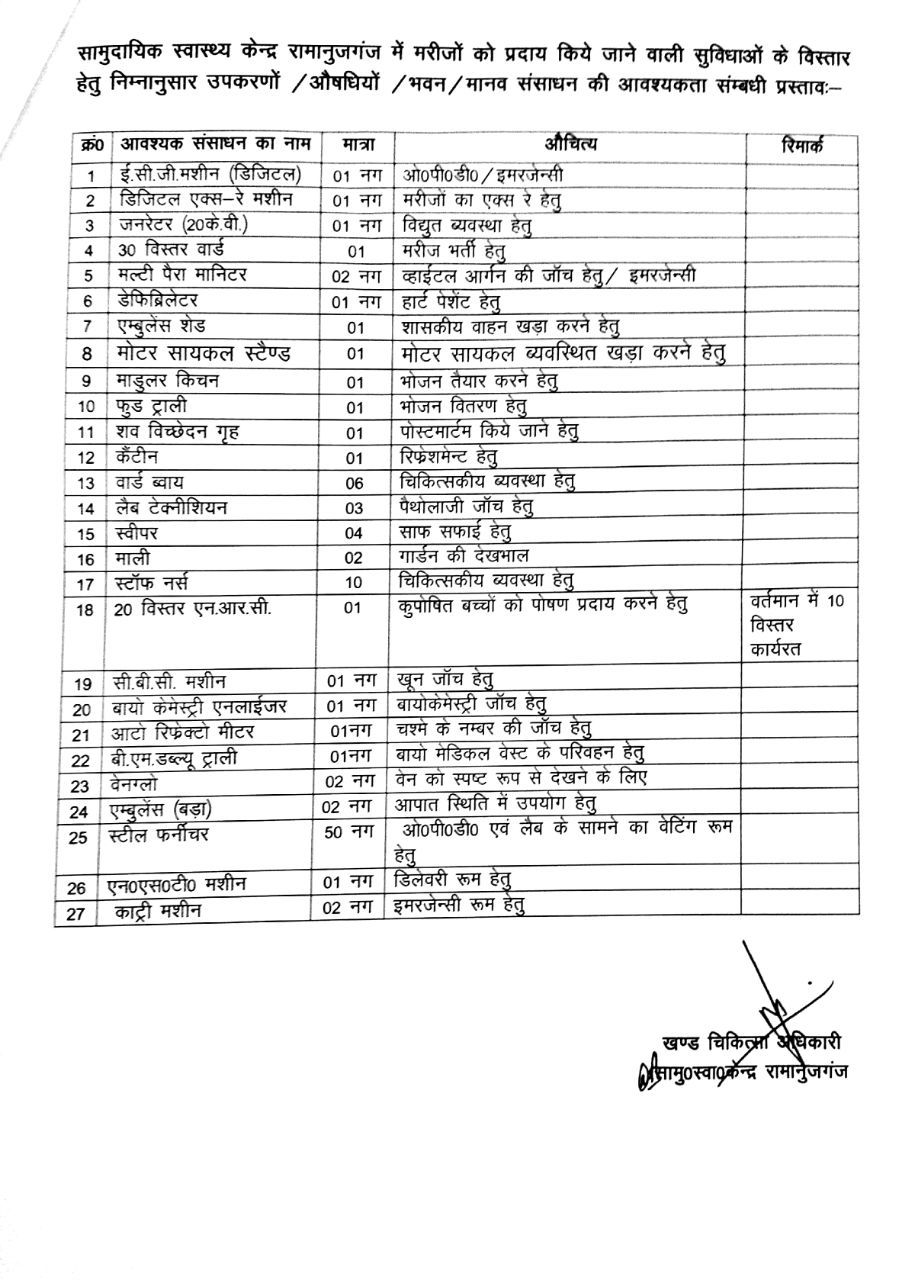 सामुदायिक स्वास्थ्य केन्द्र रामानुजगंज में मरीजों को प्रदाय किये जाने वाली सुविधाओं के विस्तार
हेतु निम्नानुसार उपकरणों /औषधियों /भवन/मानव संसाधन की आवश्यकता संम्बधी प्रस्तावः–
क्रं0 आवश्यक संसाधन का नाम मात्रा औचित्य रिमार्क
1 ई.सी.जी.मशीन (डिजिटल) 01 नग ओ0पी0डी0/इमरजेन्सी
2 डिजिटल एक्स–रे मशीन 01 नग मरीजों का एक्स रे हेतु
3 जनरेटर (20के.वी.) 01 नग विद्युत ब्यवस्था हेतु
4 30 विस्तर वार्ड 01 मरीज भर्ती हेतु
5 मल्टी पैरा मानिटर 02 नग व्हाईटल आर्गन की जॉच हेतु/ इमरजेन्सी
6 डेफिब्रिलेटर 01 नग हार्ट पेशेंट हेतु
7 एम्बुलेंस शेड 01 शासकीय वाहन खड़ा करने हेतु
8 मोटर सायकल स्टैण्ड 01 मोटर सायकल ब्यवस्थित खड़ा करने हेतु
9 माडुलर किचन 01 भोजन तैयार करने हेतु
10 फुड ट्राली 01 भोजन वितरण हेतु
11 शव विच्छेदन गृह 01 पोस्टमार्टम किये जाने हेतु
12 कैंटीन 01 रिफ्रेशमेन्ट हेतु
13 वार्ड ब्वाय 06 चिकित्सकीय ब्यवस्था हेतु
14 लैब टेक्नीशियन 03 पैथोलाजी जॉच हेतु
15 स्वीपर 04 साफ सफाई हेतु
16 माली 02 गार्डन की देखभाल
17 स्टॉफ नर्स 10 चिकित्सकीय ब्यवस्था हेतु
18 20 विस्तर एन.आर.सी. 01 कुपोषित बच्चों को पोषण प्रदाय करने हेतु वर्तमान में 10
विस्तर
कार्यरत
19 सी.बी.सी. मशीन 01 नग खून जॉच हेतु
20 बायो केमेस्ट्री एनलाईजर 01 नग बायोकेमेस्ट्री जॉच हेतु
21 आटो रिफ्रेक्टो मीटर 01नग चश्मे के नम्बर की जॉच हेतु
22 बी.एम.डब्ल्यू ट्राली 01नग बायो मेडिकल वेस्ट के परिवहन हेतु
23 वेनग्लो 02 नग वेन को स्पष्ट रूप से देखने के लिए
24 एम्बुलेंस (बड़ा) 02 नग आपात स्थिति में उपयोग हेतु
25 स्टील फर्नीचर 50 नग ओ0पी0डी0 एवं लैब के सामने का वेटिंग रूम
हेतु
26 एन0एस0टी0 मशीन 01 नग डिलेवरी रूम हेतु
27 काट्री मशीन 02 नग इमरजेन्सी रूम हेतु
खण्ड चिकित्सा अधिकारी
सामु0स्वा0केन्द्र रामानुजगंज